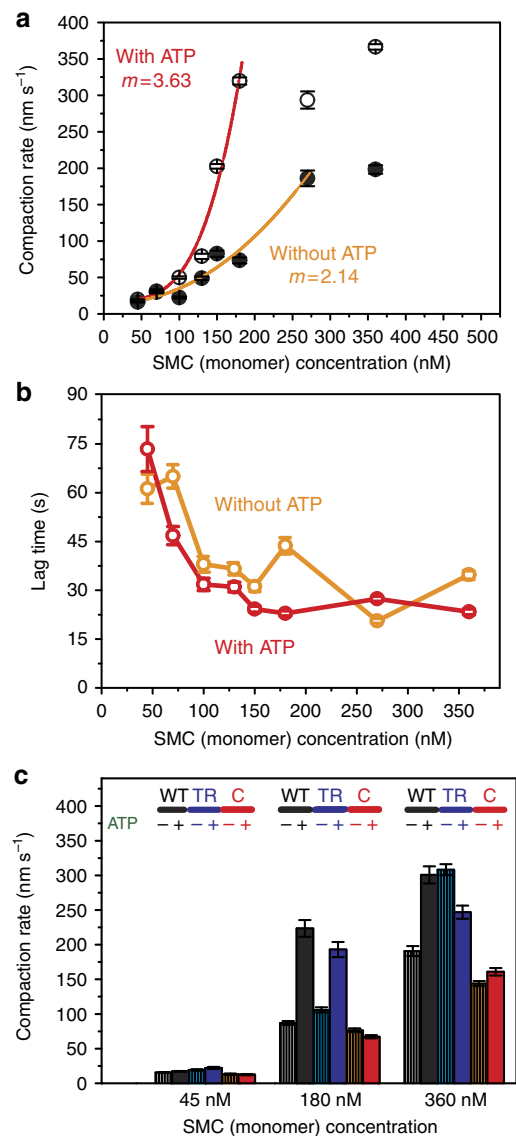 a
400
350
300
250
200
150
100
50
0
Compaction rate (nm s⁻¹)
With ATP
m=3.63
Without ATP
m=2.14
0 50 100 150 200 250 300 350 400 450 500
SMC (monomer) concentration (nM)
b
90
75
60
45
30
15
0
Lag time (s)
Without ATP
With ATP
0 50 100 150 200 250 300 350
SMC (monomer) concentration (nM)
c
WT TR C WT TR C WT TR C
ATP − + − + − + − + − + − + − + − + − +
400
350
300
250
200
150
100
50
0
Compaction rate (nm s⁻¹)
45 nM 180 nM 360 nM
SMC (monomer) concentration